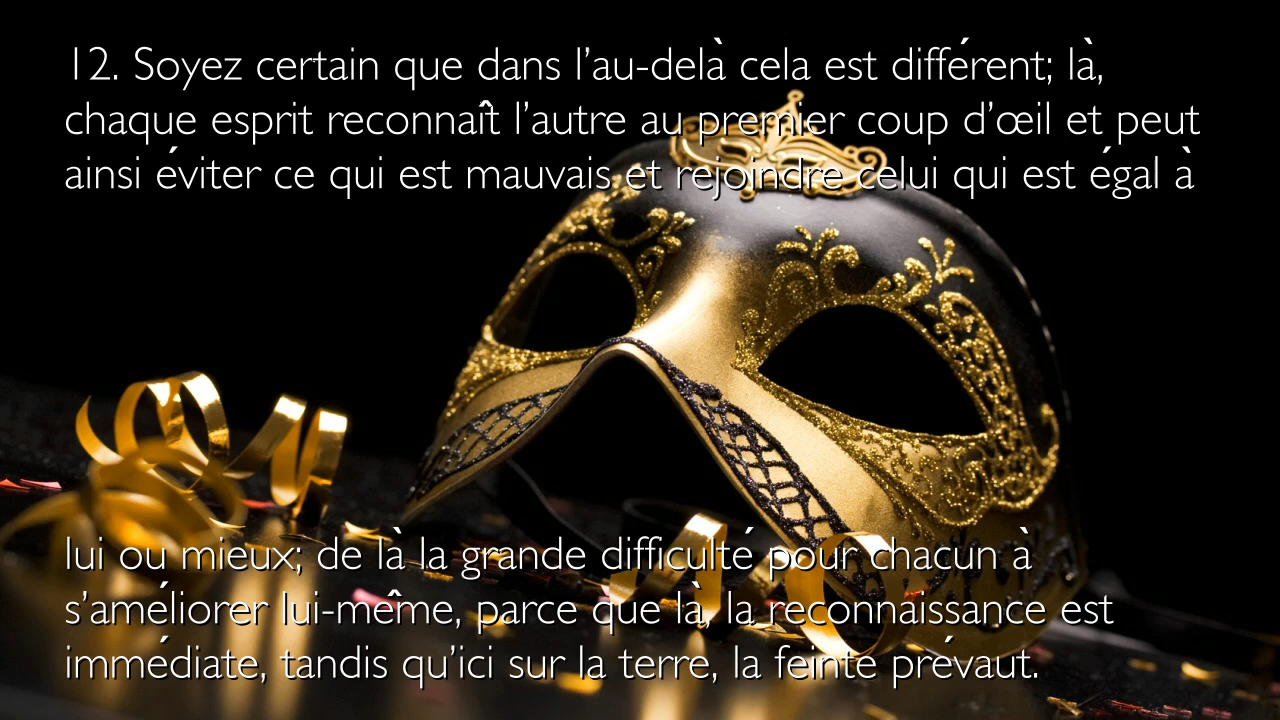 12. Soyez certain que dans l’au-delà cela est différent; là,
chaque esprit reconnaît l’autre au premier coup d’œil et peut
ainsi éviter ce qui est mauvais et rejoindre celui qui est égal à
lui ou mieux; de là la grande difficulté pour chacun à
s’améliorer lui-même, parce que là, la reconnaissance est
immédiate, tandis qu’ici sur la terre, la feinte prévaut.